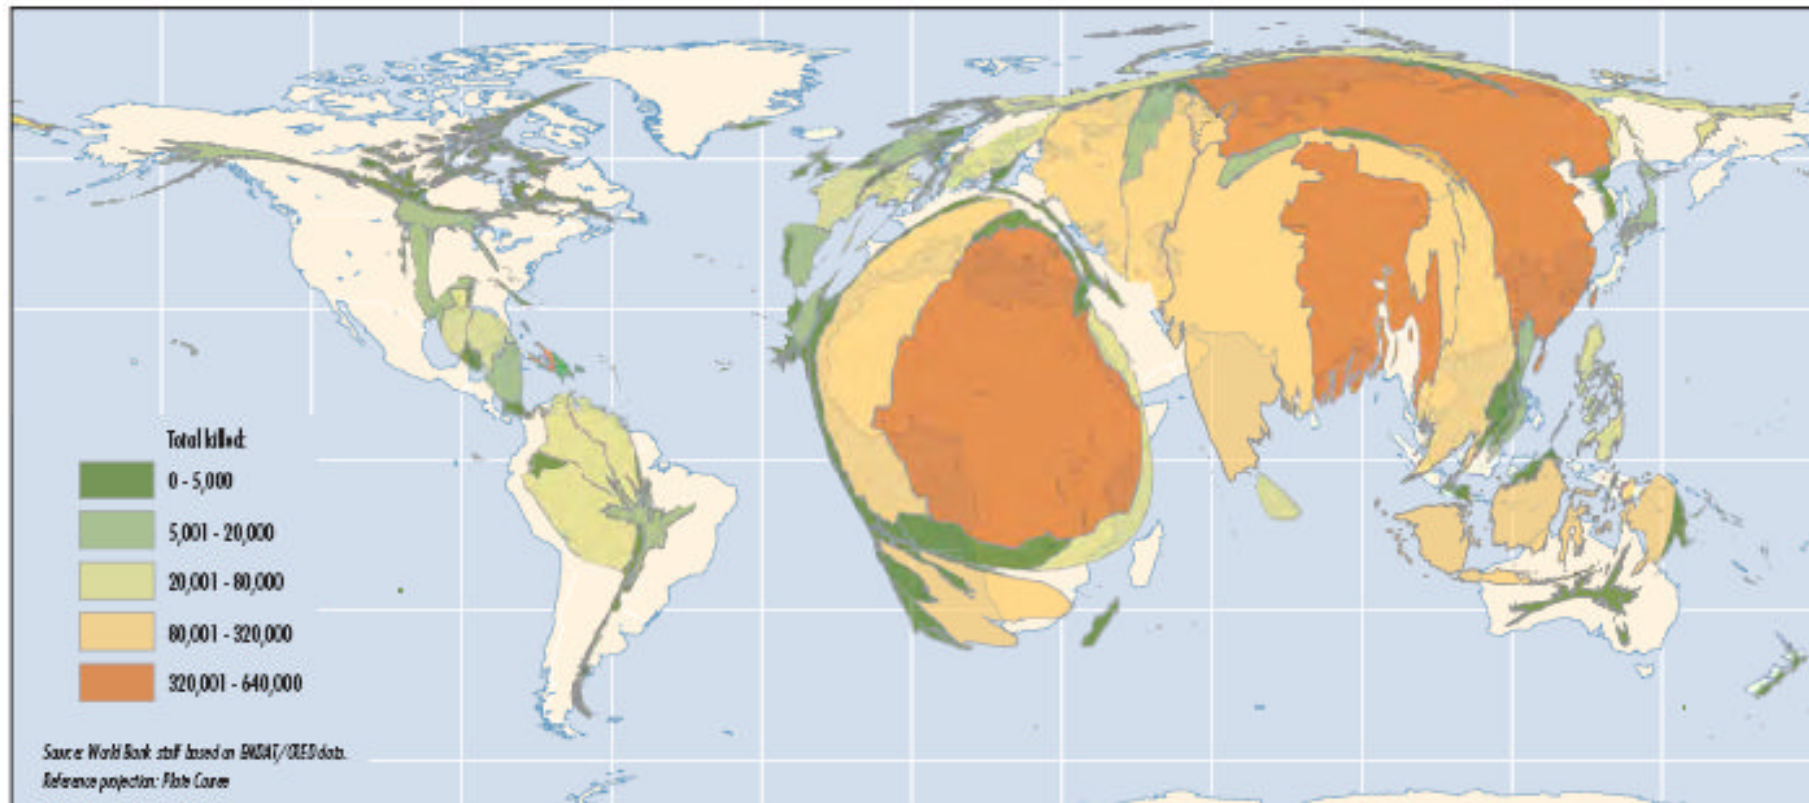 Total killed:
0 - 5,000
5,001 - 20,000
20,001 - 80,000
80,001 - 320,000
320,001 - 640,000
Source: World Bank staff based on EMDAT/CRED data.
Reference projection: Plate Carree